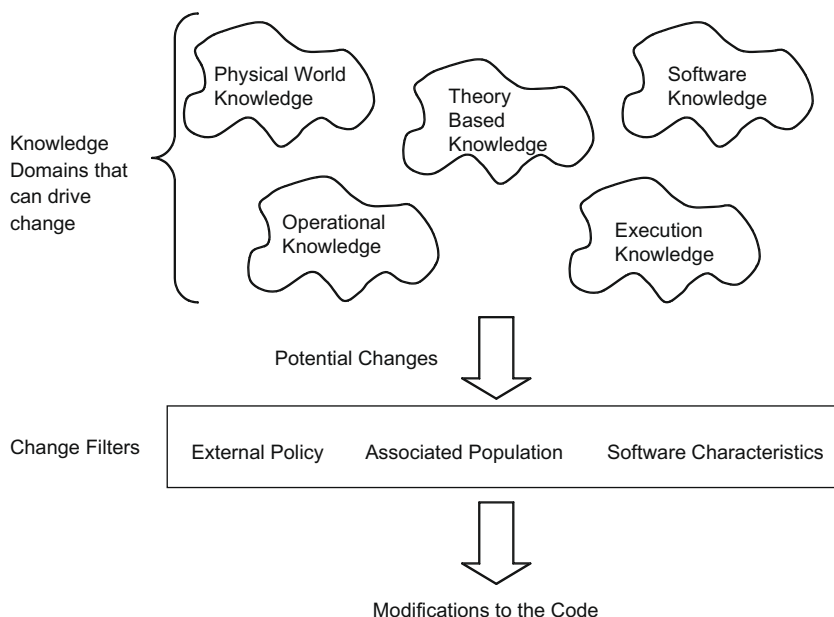 Physical World
Knowledge
Theory
Based
Knowledge
Software
Knowledge
Knowledge
Domains that
can drive
change
Operational
Knowledge
Execution
Knowledge
Potential Changes
Change Filters
External Policy
Associated Population
Software Characteristics
Modifications to the Code